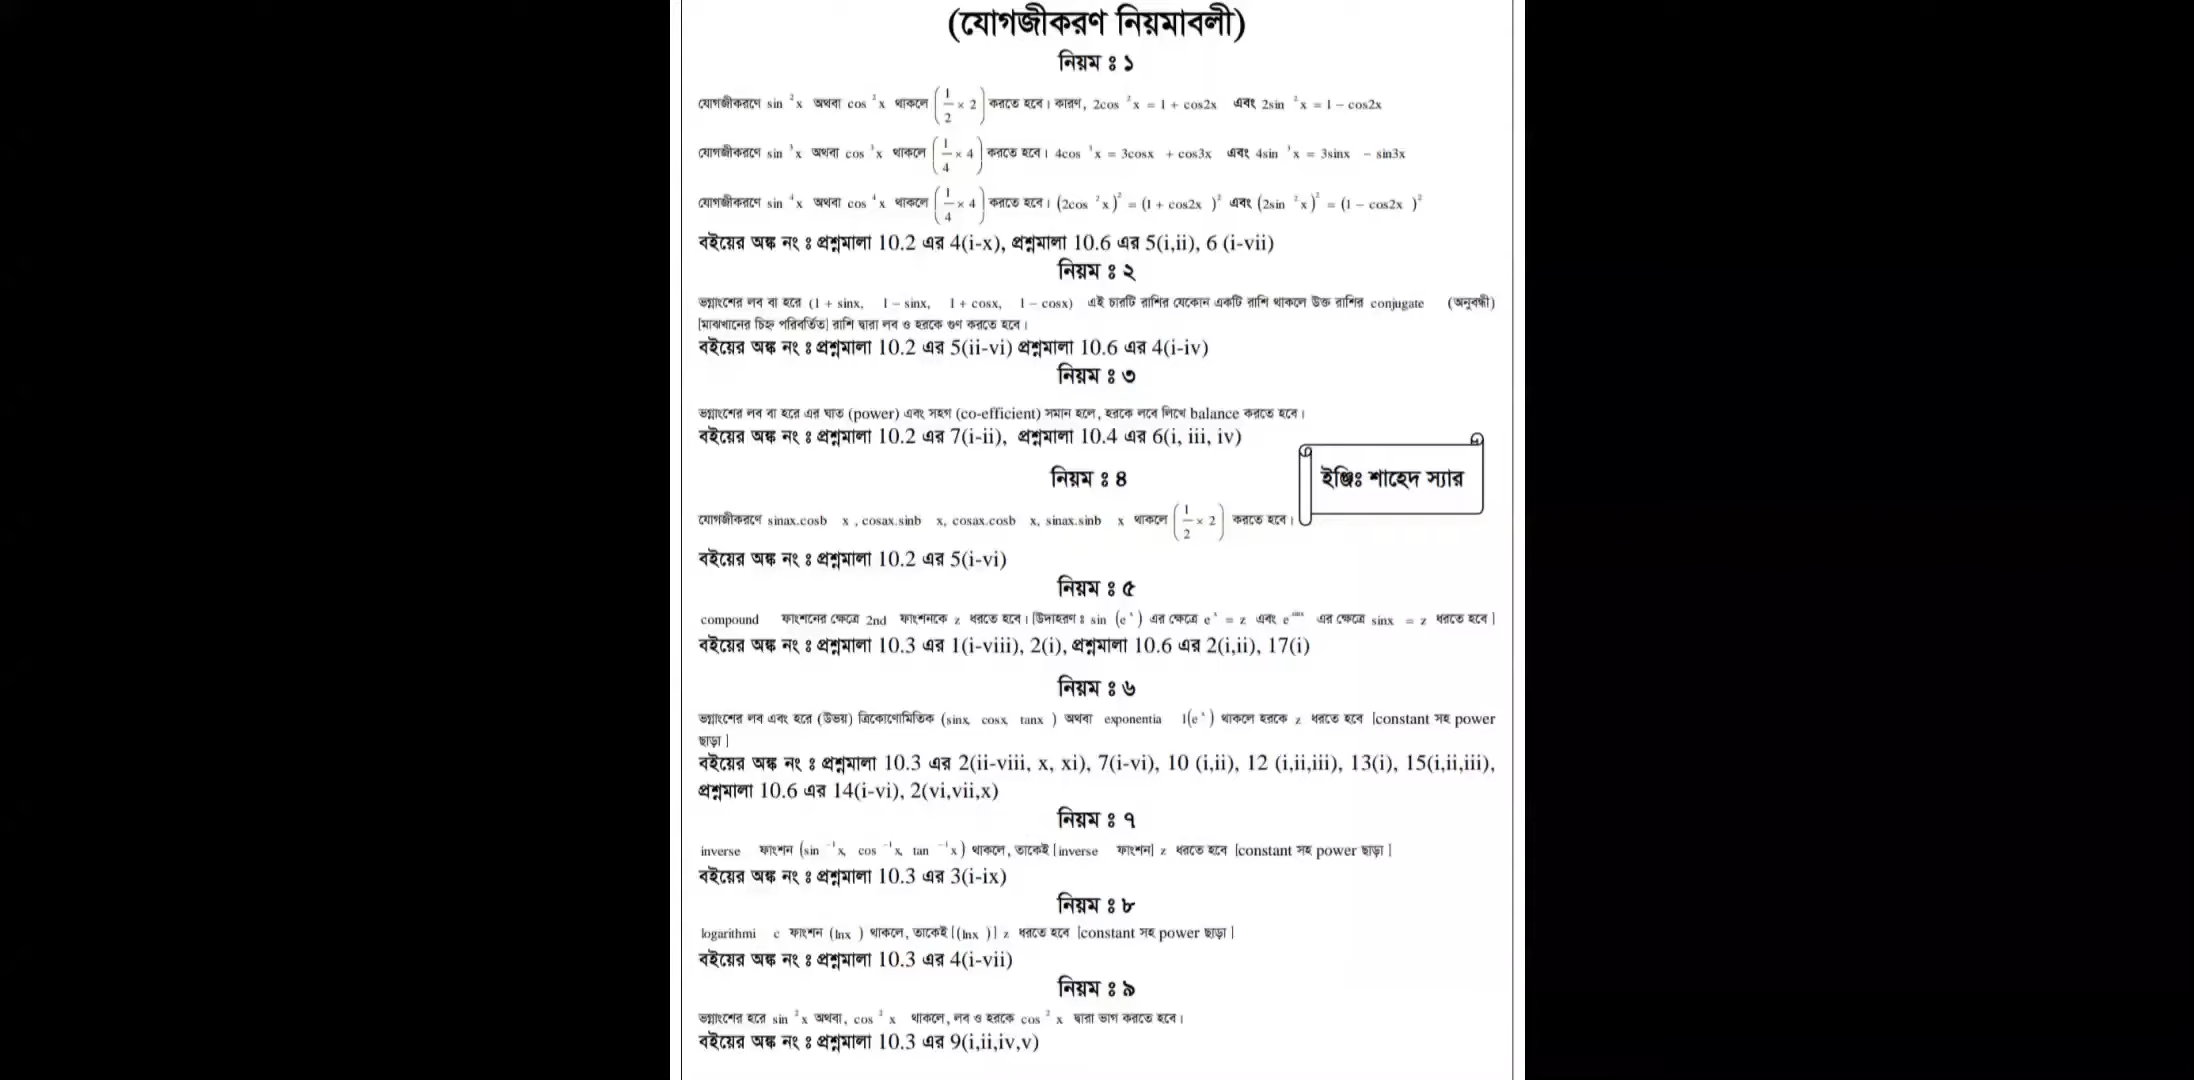 (যোগজীকরণ নিয়মাবলী)
নিয়ম ঃ ১
যোগজীকরণে sin ²x অথবা cos ²x থাকলে (1/2 × 2) করতে হবে। কারণ, 2cos ²x = 1 + cos2x এবং 2sin ²x = 1 − cos2x
যোগজীকরণে sin ³x অথবা cos ³x থাকলে (1/4 × 4) করতে হবে। 4cos ³x = 3cosx + cos3x এবং 4sin ³x = 3sinx − sin3x
যোগজীকরণে sin ⁴x অথবা cos ⁴x থাকলে (1/4 × 4) করতে হবে। (2cos ²x)² = (1 + cos2x )² এবং (2sin ²x)² = (1 − cos2x )²
বইয়ের অঙ্ক নং ঃ প্রশ্নমালা 10.2 এর 4(i-x), প্রশ্নমালা 10.6 এর 5(i,ii), 6 (i-vii)
নিয়ম ঃ ২
ভগ্নাংশের লব বা হরে (1 + sinx, 1 − sinx, 1 + cosx, 1 − cosx) এই চারটি রাশির যেকোন একটি রাশি থাকলে উক্ত রাশির conjugate (অনুবন্ধী)
[মাঝখানের চিহ্ন পরিবর্তিত] রাশি দ্বারা লব ও হরকে গুণ করতে হবে।
বইয়ের অঙ্ক নং ঃ প্রশ্নমালা 10.2 এর 5(ii-vi) প্রশ্নমালা 10.6 এর 4(i-iv)
নিয়ম ঃ ৩
ভগ্নাংশের লব বা হরে এর ঘাত (power) এবং সহগ (co-efficient) সমান হলে, হরকে লবে লিখে balance করতে হবে।
বইয়ের অঙ্ক নং ঃ প্রশ্নমালা 10.2 এর 7(i-ii), প্রশ্নমালা 10.4 এর 6(i, iii, iv)
নিয়ম ঃ ৪
ইঞ্জিঃ শাহেদ স্যার
যোগজীকরণে sinax.cosb x , cosax.sinb x, cosax.cosb x, sinax.sinb x থাকলে (1/2 × 2) করতে হবে।
বইয়ের অঙ্ক নং ঃ প্রশ্নমালা 10.2 এর 5(i-vi)
নিয়ম ঃ ৫
compound ফাংশনের ক্ষেত্রে 2nd ফাংশনকে z ধরতে হবে। [উদাহরণ ঃ sin (eˣ) এর ক্ষেত্রে eˣ = z এবং e^sinx এর ক্ষেত্রে sinx = z ধরতে হবে]
বইয়ের অঙ্ক নং ঃ প্রশ্নমালা 10.3 এর 1(i-viii), 2(i), প্রশ্নমালা 10.6 এর 2(i,ii), 17(i)
নিয়ম ঃ ৬
ভগ্নাংশের লব এবং হরে (উভয়) ত্রিকোণোমিতিক (sinx, cosx, tanx ) অথবা exponentia l(eˣ) থাকলে হরকে z ধরতে হবে [constant সহ power
ছাড়া]
বইয়ের অঙ্ক নং ঃ প্রশ্নমালা 10.3 এর 2(ii-viii, x, xi), 7(i-vi), 10 (i,ii), 12 (i,ii,iii), 13(i), 15(i,ii,iii),
প্রশ্নমালা 10.6 এর 14(i-vi), 2(vi,vii,x)
নিয়ম ঃ ৭
inverse ফাংশন (sin ⁻¹x, cos ⁻¹x, tan ⁻¹x) থাকলে, তাকেই [inverse ফাংশন] z ধরতে হবে [constant সহ power ছাড়া]
বইয়ের অঙ্ক নং ঃ প্রশ্নমালা 10.3 এর 3(i-ix)
নিয়ম ঃ ৮
logarithmi c ফাংশন (lnx ) থাকলে, তাকেই [(lnx )] z ধরতে হবে [constant সহ power ছাড়া]
বইয়ের অঙ্ক নং ঃ প্রশ্নমালা 10.3 এর 4(i-vii)
নিয়ম ঃ ৯
ভগ্নাংশের হরে sin ²x অথবা, cos ² x থাকলে, লব ও হরকে cos ² x দ্বারা ভাগ করতে হবে।
বইয়ের অঙ্ক নং ঃ প্রশ্নমালা 10.3 এর 9(i,ii,iv,v)